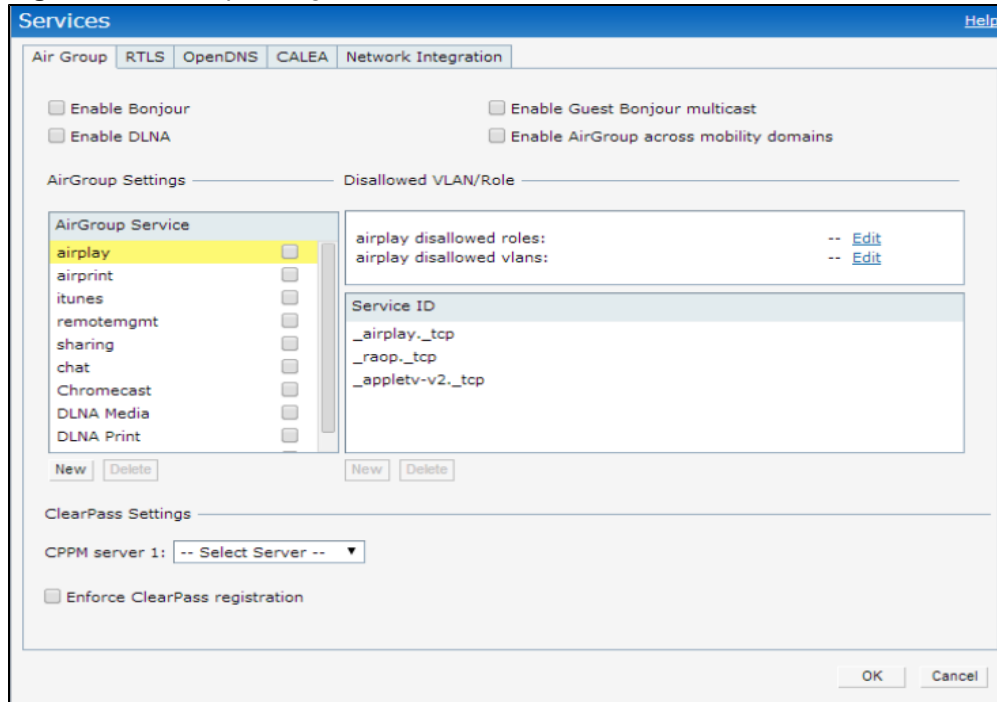 Services Help
Air Group RTLS OpenDNS CALEA Network Integration
Enable Bonjour
Enable Guest Bonjour multicast
Enable DLNA
Enable AirGroup across mobility domains
AirGroup Settings
Disallowed VLAN/Role
AirGroup Service
airplay
airprint
itunes
remotemgmt
sharing
chat
Chromecast
DLNA Media
DLNA Print
New Delete
airplay disallowed roles: -- Edit
airplay disallowed vlans: -- Edit
Service ID
_airplay._tcp
_raop._tcp
_appletv-v2._tcp
New Delete
ClearPass Settings
CPPM server 1: -- Select Server --
Enforce ClearPass registration
OK Cancel